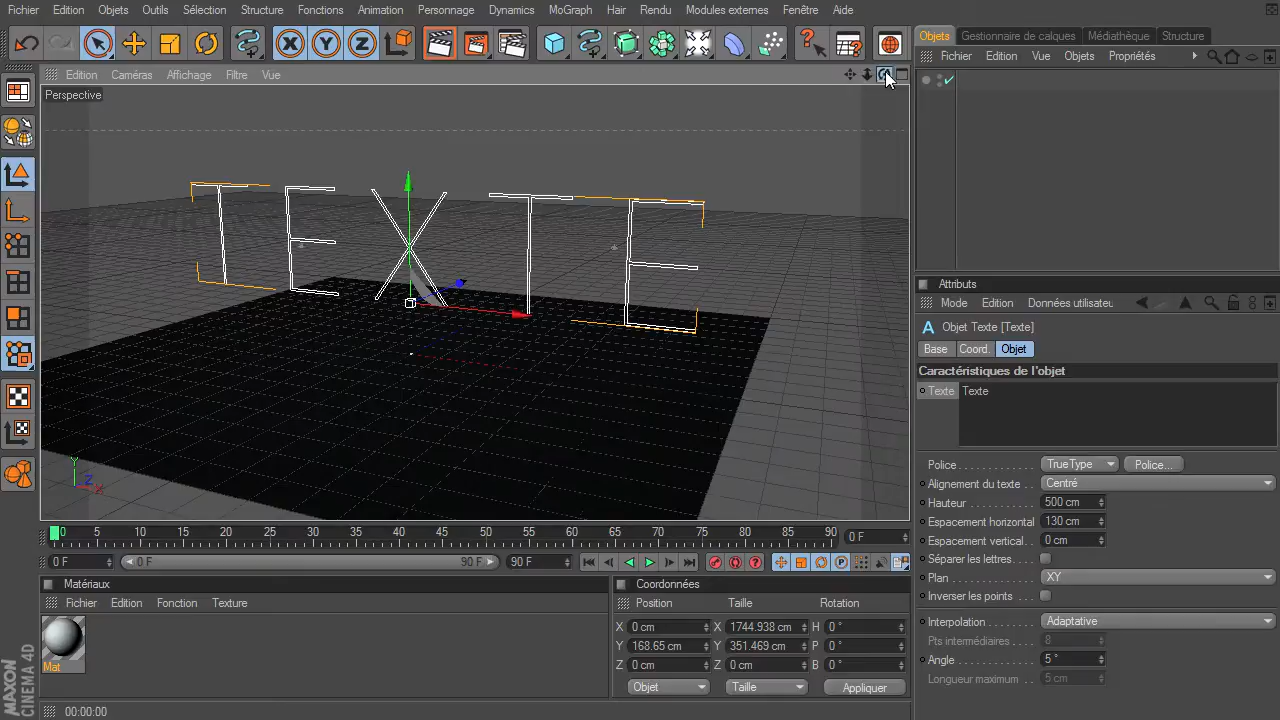 Fichier Edition Objets Outils Sélection Structure Fonctions Animation Personnage Dynamics MoGraph Hair Rendu Modules externes Fenêtre Aide
Objets Gestionnaire de calques Médiathèque Structure
Edition Caméras Affichage Filtre Vue
Fichier Edition Vue Objets Propriétés
Perspective
TEXTE
Y
Z
X
Attributs
Mode Edition Données utilisateu
Objet Texte [Texte]
Base Coord. Objet
Caractéristiques de l'objet
Texte Texte
Police TrueType Police...
Alignement du texte Centré
Hauteur 500 cm
Espacement horizontal 130 cm
Espacement vertical 0 cm
Séparer les lettres
Plan XY
Inverser les points
Interpolation Adaptative
Pts intermédiaires 8
Angle 5 °
Longueur maximum 5 cm
0 5 10 15 20 25 30 35 40 45 50 55 60 65 70 75 80 85 90 0 F
0 F 0 F 90 F 90 F
Matériaux
Fichier Edition Fonction Texture
Mat
Coordonnées
Position Taille Rotation
X 0 cm X 1744.938 cm H 0 °
Y 168.65 cm Y 351.469 cm P 0 °
Z 0 cm Z 0 cm B 0 °
Objet Taille Appliquer
MAXON
CINEMA 4D
00:00:00